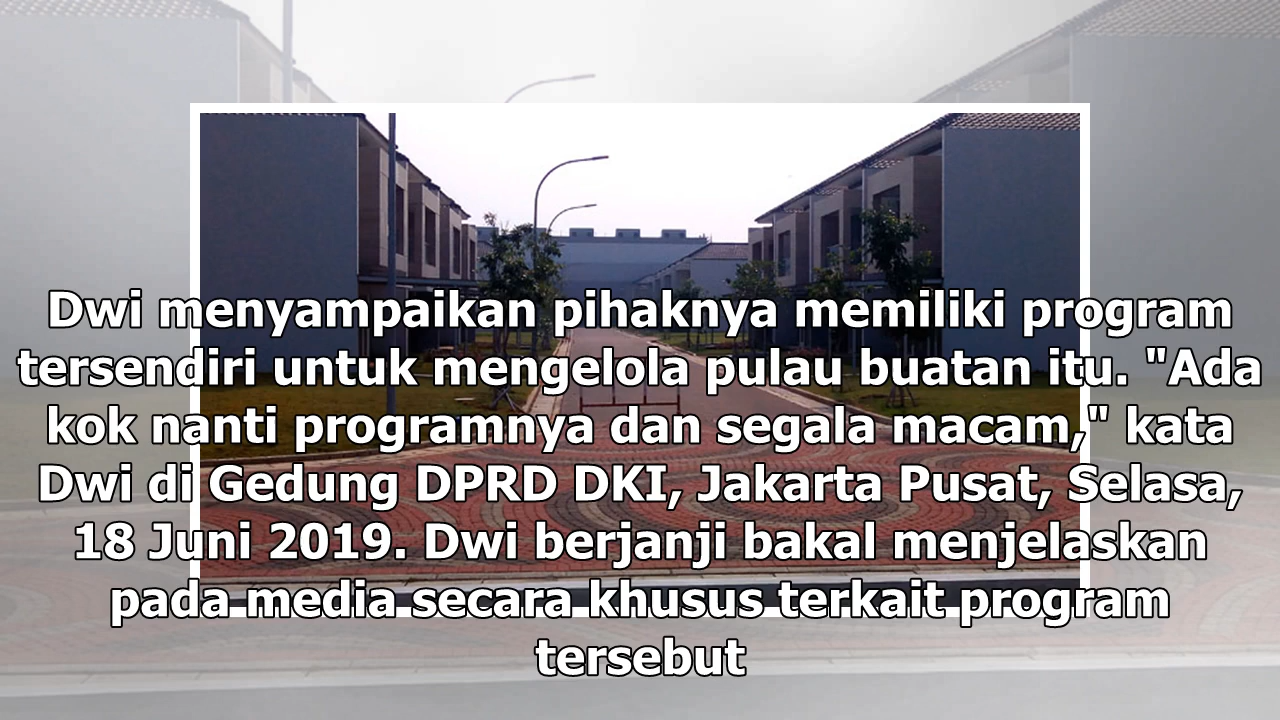 Dwi menyampaikan pihaknya memiliki program
tersendiri untuk mengelola pulau buatan itu. "Ada
kok nanti programnya dan segala macam," kata
Dwi di Gedung DPRD DKI, Jakarta Pusat, Selasa,
18 Juni 2019. Dwi berjanji bakal menjelaskan
pada media secara khusus terkait program
tersebut